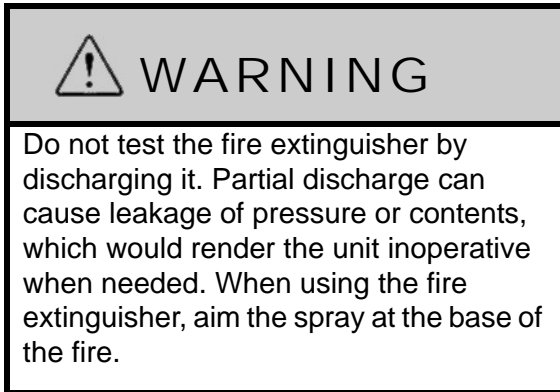 WARNING
Do not test the fire extinguisher by
discharging it. Partial discharge can
cause leakage of pressure or contents,
which would render the unit inoperative
when needed. When using the fire
extinguisher, aim the spray at the base of
the fire.